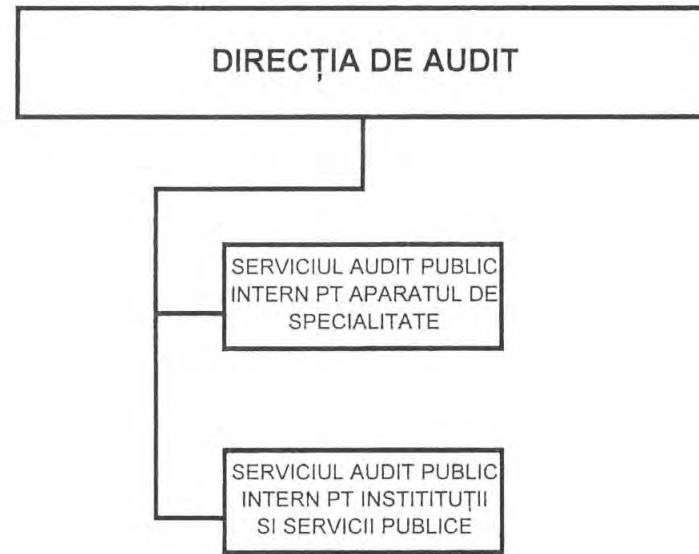 DIRECȚIA DE AUDIT
SERVICIUL AUDIT PUBLIC
INTERN PT APARATUL DE
SPECIALITATE
SERVICIUL AUDIT PUBLIC
INTERN PT INSTITITUȚII
SI SERVICII PUBLICE